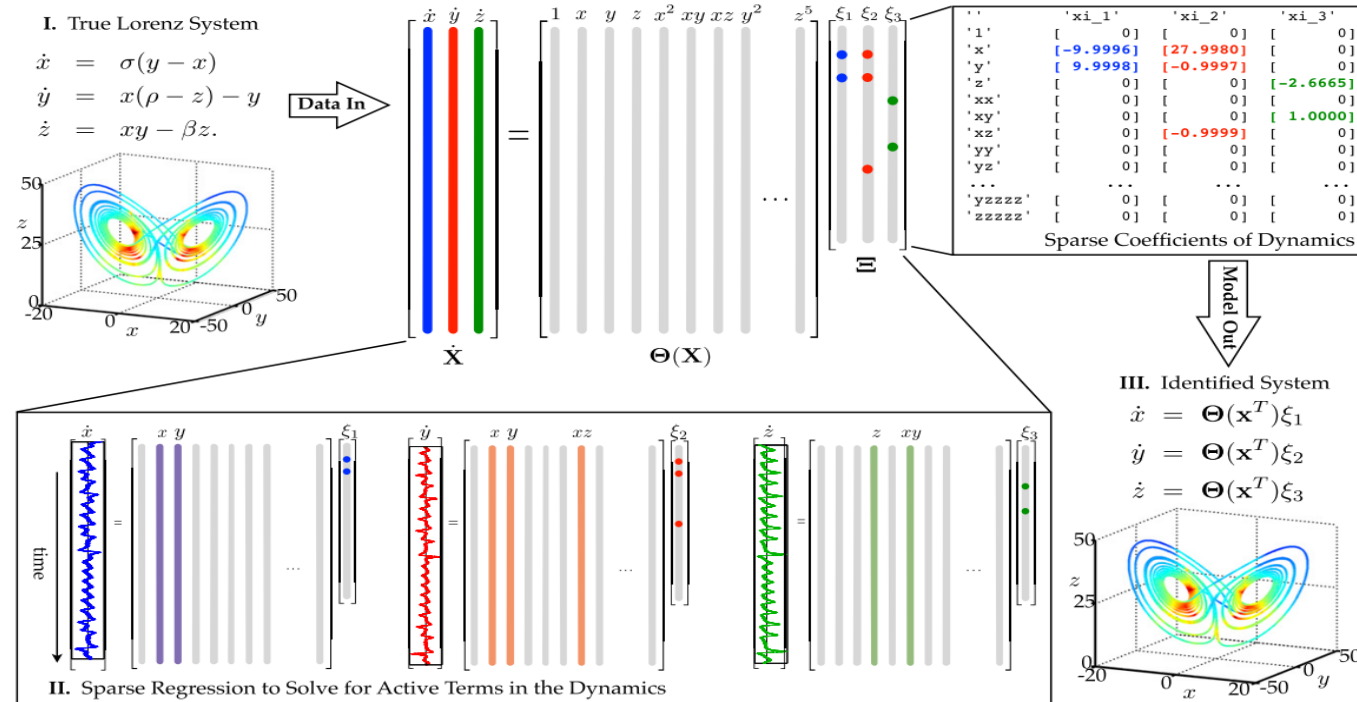 I. True Lorenz System
ẋ = σ(y − x)
ẏ = x(ρ − z) − y
ż = xy − βz.
50
z
25
0
-20
0
x
20
-50
0
y
50
Data In
ẋ ẏ ż
Ẋ
=
1 x y z x² xy xz y² z⁵
...
Θ(X)
ξ₁ ξ₂ ξ₃
Ξ
'' 'xi_1' 'xi_2' 'xi_3'
'1' [ 0] [ 0] [ 0]
'x' [-9.9996] [27.9980] [ 0]
'y' [ 9.9998] [-0.9997] [ 0]
'z' [ 0] [ 0] [-2.6665]
'xx' [ 0] [ 0] [ 0]
'xy' [ 0] [ 0] [ 1.0000]
'xz' [ 0] [-0.9999] [ 0]
'yy' [ 0] [ 0] [ 0]
'yz' [ 0] [ 0] [ 0]
... ... ... ...
'yzzzz' [ 0] [ 0] [ 0]
'zzzzz' [ 0] [ 0] [ 0]
Sparse Coefficients of Dynamics
Model Out
time
ẋ = x y ... ξ₁
ẏ = x y xz ... ξ₂
ż = z xy ... ξ₃
II. Sparse Regression to Solve for Active Terms in the Dynamics
III. Identified System
ẋ = Θ(xᵀ)ξ₁
ẏ = Θ(xᵀ)ξ₂
ż = Θ(xᵀ)ξ₃
50
z
25
0
-20
0
x
20
-50
0
y
50